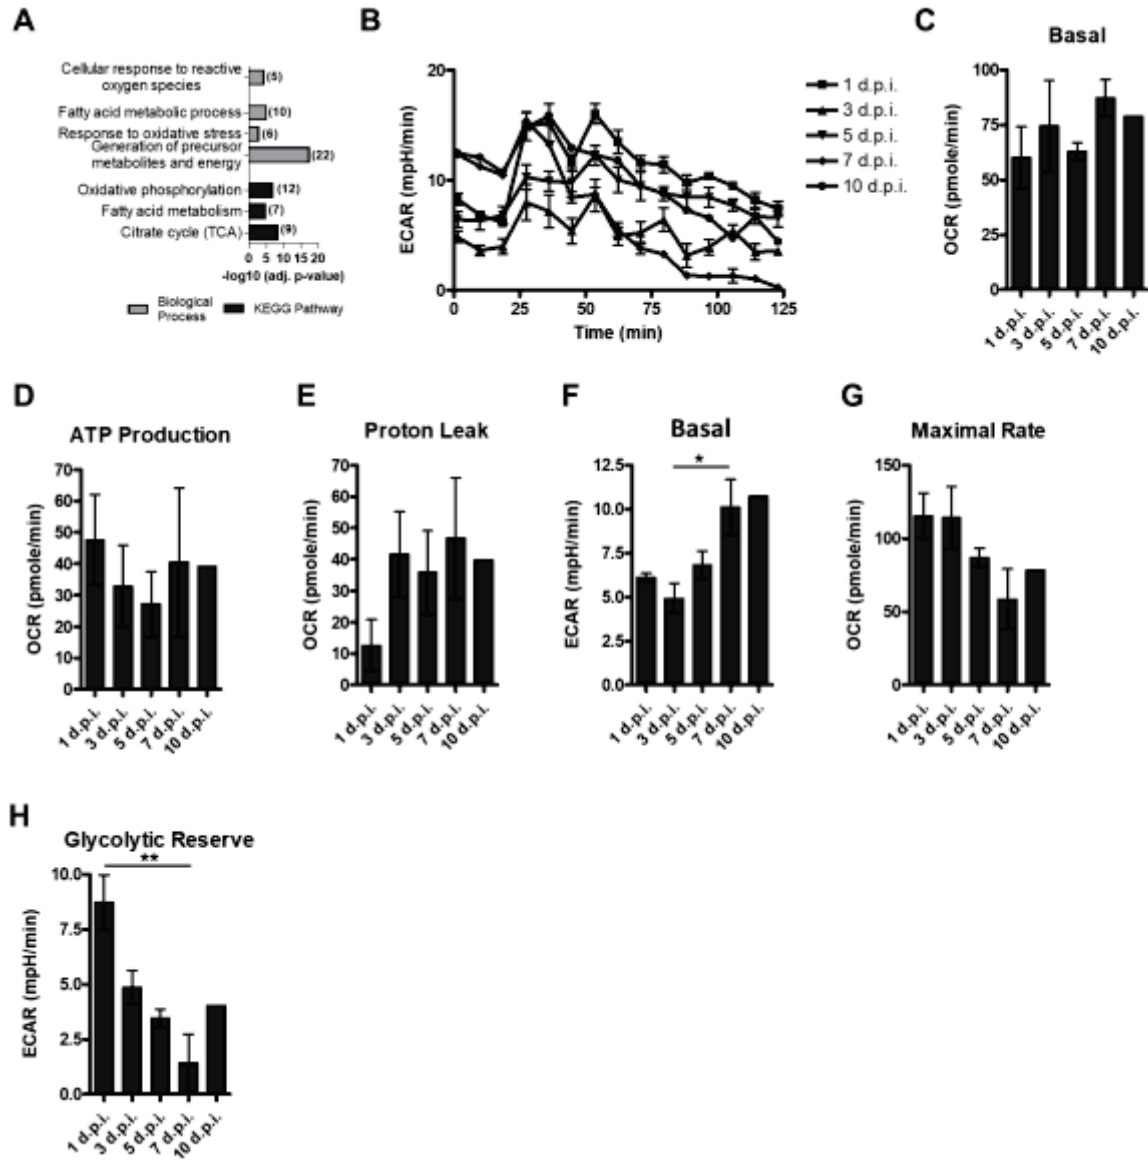 A
Cellular response to reactive
oxygen species
(5)
Fatty acid metabolic process
(10)
Response to oxidative stress
(6)
Generation of precursor
metabolites and energy
(22)
Oxidative phosphorylation
(12)
Fatty acid metabolism
(7)
Citrate cycle (TCA)
(9)
0 5 10 15 20
-log10 (adj. p-value)
Biological
Process
KEGG Pathway
B
20
10
0
ECAR (mpH/min)
0 25 50 75 100 125
Time (min)
1 d.p.i.
3 d.p.i.
5 d.p.i.
7 d.p.i.
10 d.p.i.
C
Basal
100
75
50
25
0
OCR (pmole/min)
1 d.p.i.
3 d.p.i.
5 d.p.i.
7 d.p.i.
10 d.p.i.
D
ATP Production
70
60
50
40
30
20
10
0
OCR (pmole/min)
1 d.p.i.
3 d.p.i.
5 d.p.i.
7 d.p.i.
10 d.p.i.
E
Proton Leak
70
60
50
40
30
20
10
0
OCR (pmole/min)
1 d.p.i.
3 d.p.i.
5 d.p.i.
7 d.p.i.
10 d.p.i.
F
Basal
*
12.5
10.0
7.5
5.0
2.5
0.0
ECAR (mpH/min)
1 d.p.i.
3 d.p.i.
5 d.p.i.
7 d.p.i.
10 d.p.i.
G
Maximal Rate
150
100
50
0
OCR (pmole/min)
1 d.p.i.
3 d.p.i.
5 d.p.i.
7 d.p.i.
10 d.p.i.
H
Glycolytic Reserve
**
10.0
7.5
5.0
2.5
0.0
ECAR (mpH/min)
1 d.p.i.
3 d.p.i.
5 d.p.i.
7 d.p.i.
10 d.p.i.